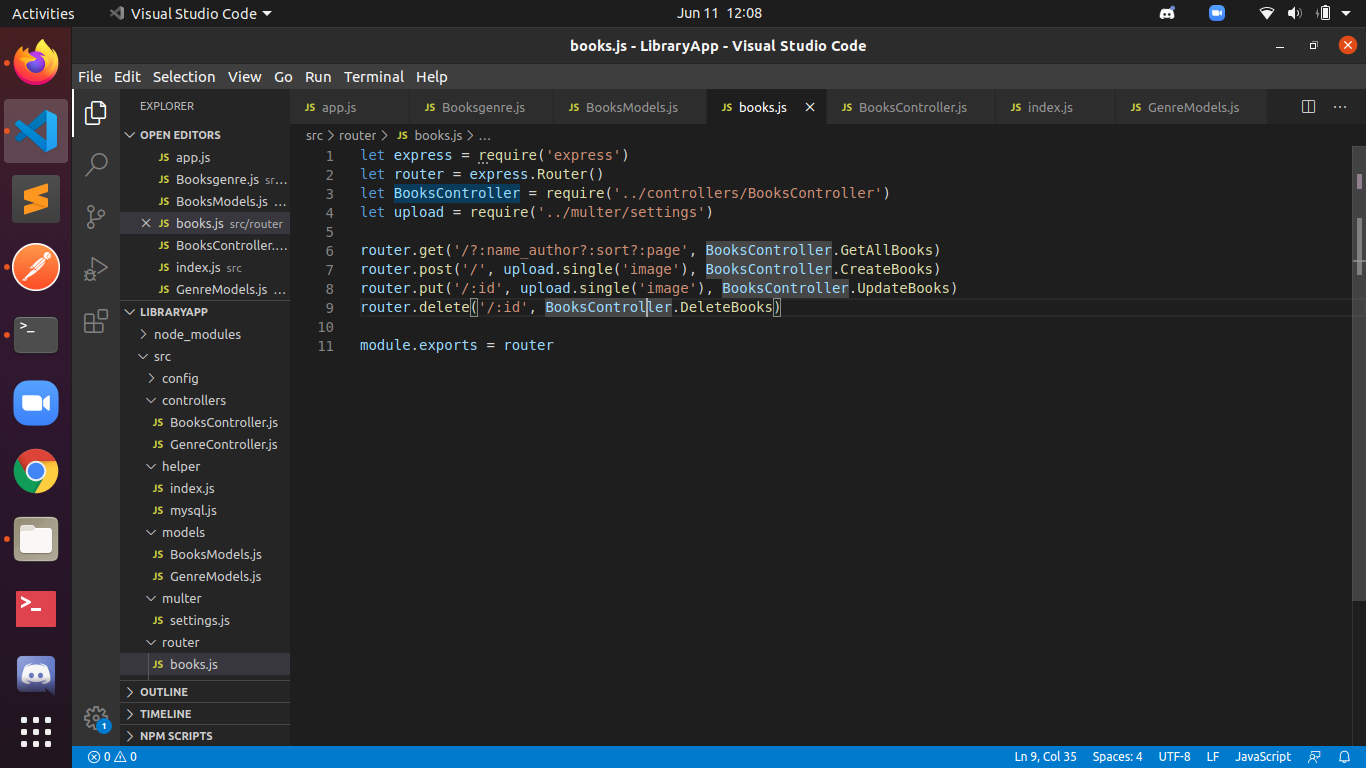 Activities
Visual Studio Code
Jun 11 12:08
books.js - LibraryApp - Visual Studio Code
File Edit Selection View Go Run Terminal Help
EXPLORER
OPEN EDITORS
JS app.js
JS Booksgenre.js sr...
JS BooksModels.js ...
JS books.js src/router
JS BooksController....
JS index.js src
JS GenreModels.js ...
LIBRARYAPP
node_modules
src
config
controllers
JS BooksController.js
JS GenreController.js
helper
JS index.js
JS mysql.js
models
JS BooksModels.js
JS GenreModels.js
multer
JS settings.js
router
JS books.js
OUTLINE
TIMELINE
NPM SCRIPTS
JS app.js JS Booksgenre.js JS BooksModels.js JS books.js JS BooksController.js JS index.js JS GenreModels.js
src > router > JS books.js > ...
1 let express = require('express')
2 let router = express.Router()
3 let BooksController = require('../controllers/BooksController')
4 let upload = require('../multer/settings')
5
6 router.get('/?:name_author?:sort?:page', BooksController.GetAllBooks)
7 router.post('/', upload.single('image'), BooksController.CreateBooks)
8 router.put('/:id', upload.single('image'), BooksController.UpdateBooks)
9 router.delete('/:id', BooksController.DeleteBooks)
10
11 module.exports = router
1
0 0
Ln 9, Col 35 Spaces: 4 UTF-8 LF JavaScript